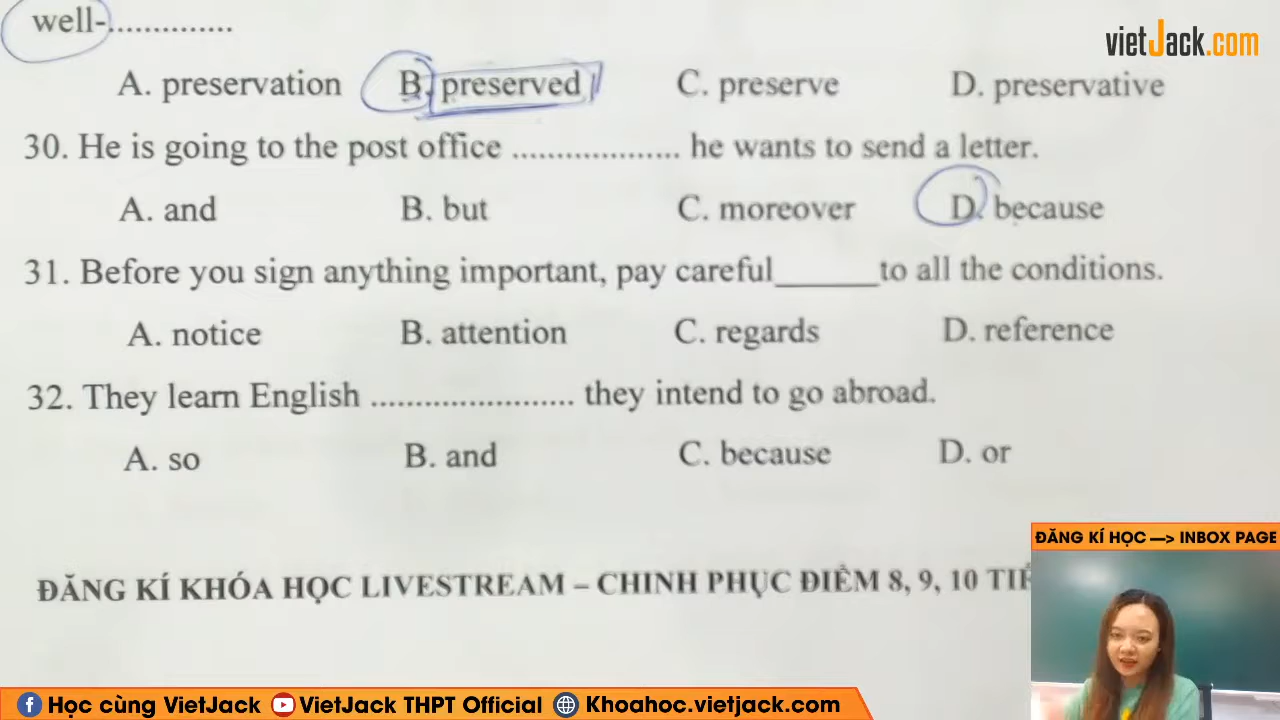 well-..............
vietJack.com
A. preservation B. preserved C. preserve D. preservative
30. He is going to the post office ................... he wants to send a letter.
A. and B. but C. moreover D. because
31. Before you sign anything important, pay careful______to all the conditions.
A. notice B. attention C. regards D. reference
32. They learn English ....................... they intend to go abroad.
A. so B. and C. because D. or
ĐĂNG KÍ HỌC —> INBOX PAGE
ĐĂNG KÍ KHÓA HỌC LIVESTREAM – CHINH PHỤC ĐIỂM 8, 9, 10
Học cùng VietJack VietJack THPT Official Khoahoc.vietjack.com